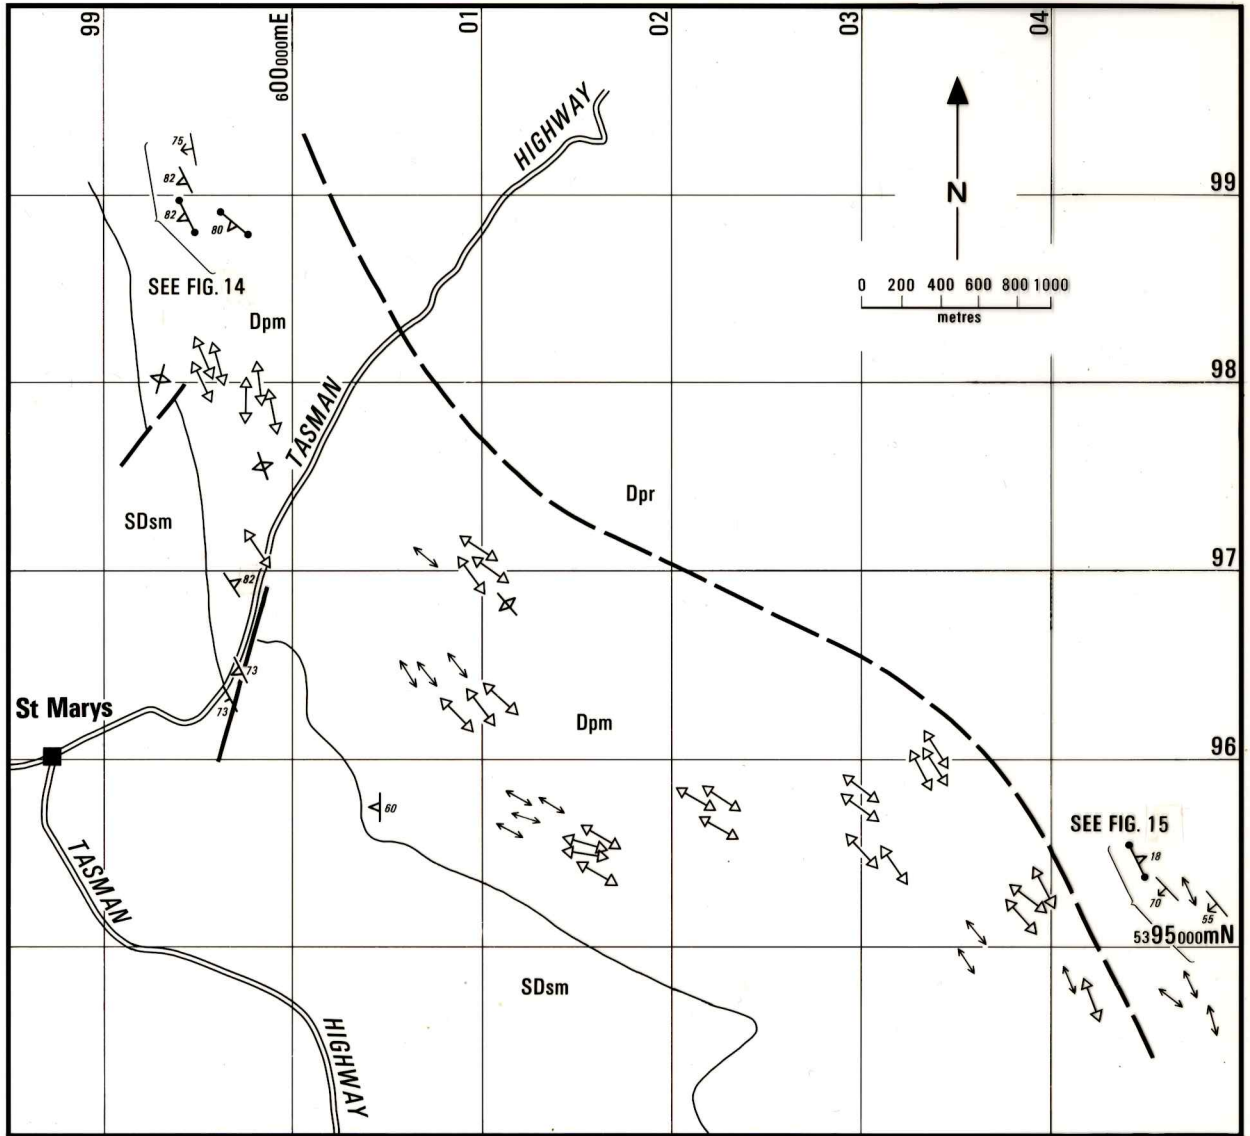 99
600000mE
01
02
03
04
HIGHWAY
N
75
82
82
80
99
SEE FIG. 14
0 200 400 600 800 1000
metres
Dpm
98
TASMAN
Dpr
SDsm
97
82
73
73
St Marys
Dpm
96
60
SEE FIG. 15
18
70
55
5395000mN
TASMAN
SDsm
HIGHWAY